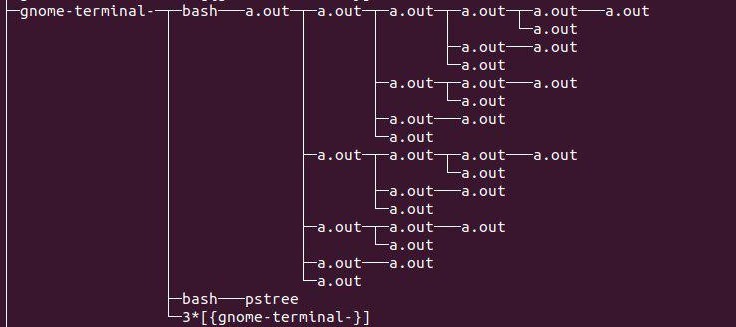 gnome-terminal-─┬─bash───a.out─┬─a.out─┬─a.out─┬─a.out─┬─a.out───a.out
a.out
a.out───a.out
a.out
a.out─┬─a.out───a.out
a.out
a.out───a.out
a.out
a.out─┬─a.out─┬─a.out───a.out
a.out
a.out───a.out
a.out
a.out─┬─a.out───a.out
a.out
a.out───a.out
a.out
bash───pstree
3*[{gnome-terminal-}]